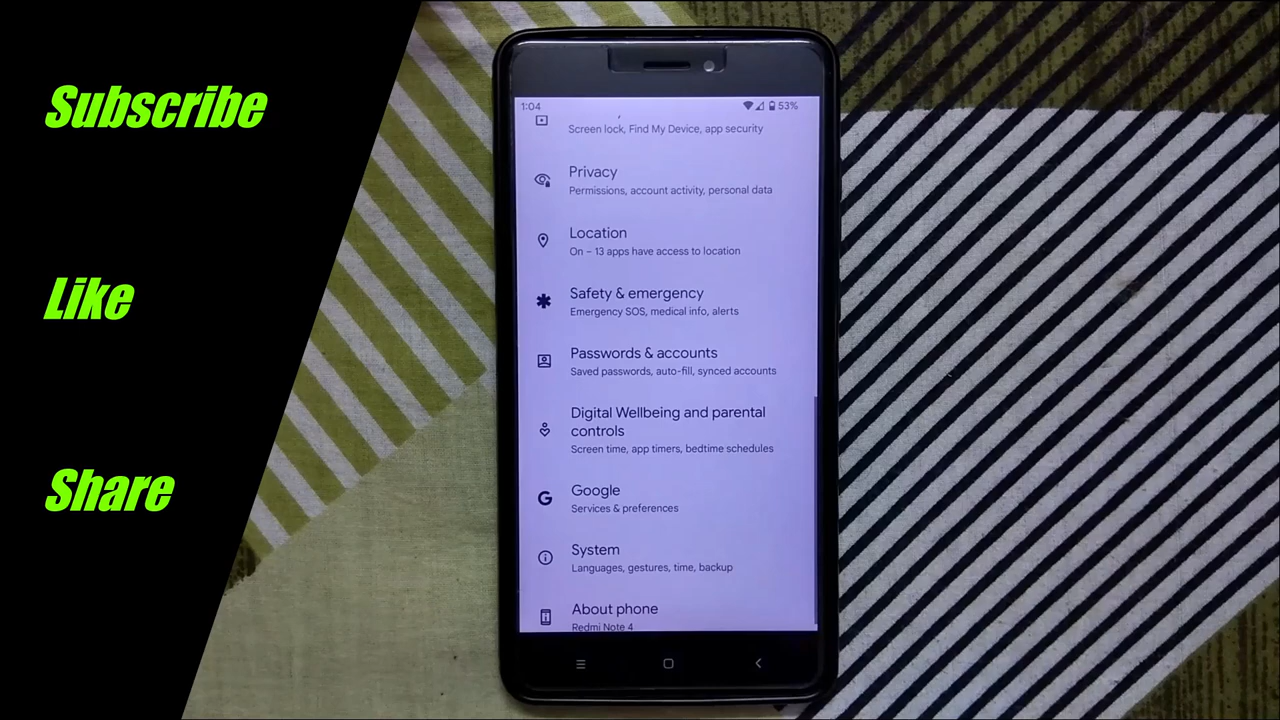 Subscribe
Like
Share
1:04
53%
Screen lock, Find My Device, app security
Privacy
Permissions, account activity, personal data
Location
On – 13 apps have access to location
Safety & emergency
Emergency SOS, medical info, alerts
Passwords & accounts
Saved passwords, auto-fill, synced accounts
Digital Wellbeing and parental
controls
Screen time, app timers, bedtime schedules
Google
Services & preferences
System
Languages, gestures, time, backup
About phone
Redmi Note 4